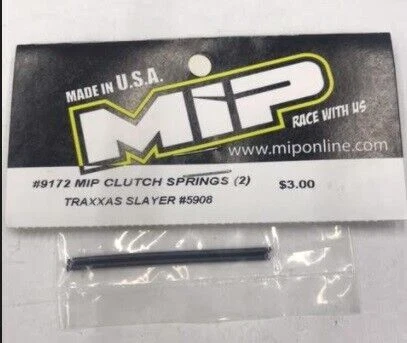 MADE IN U.S.A.
MiP
RACE WITH US
www.miponline.com
#9172 MIP CLUTCH SPRINGS (2) $3.00
TRAXXAS SLAYER #5908